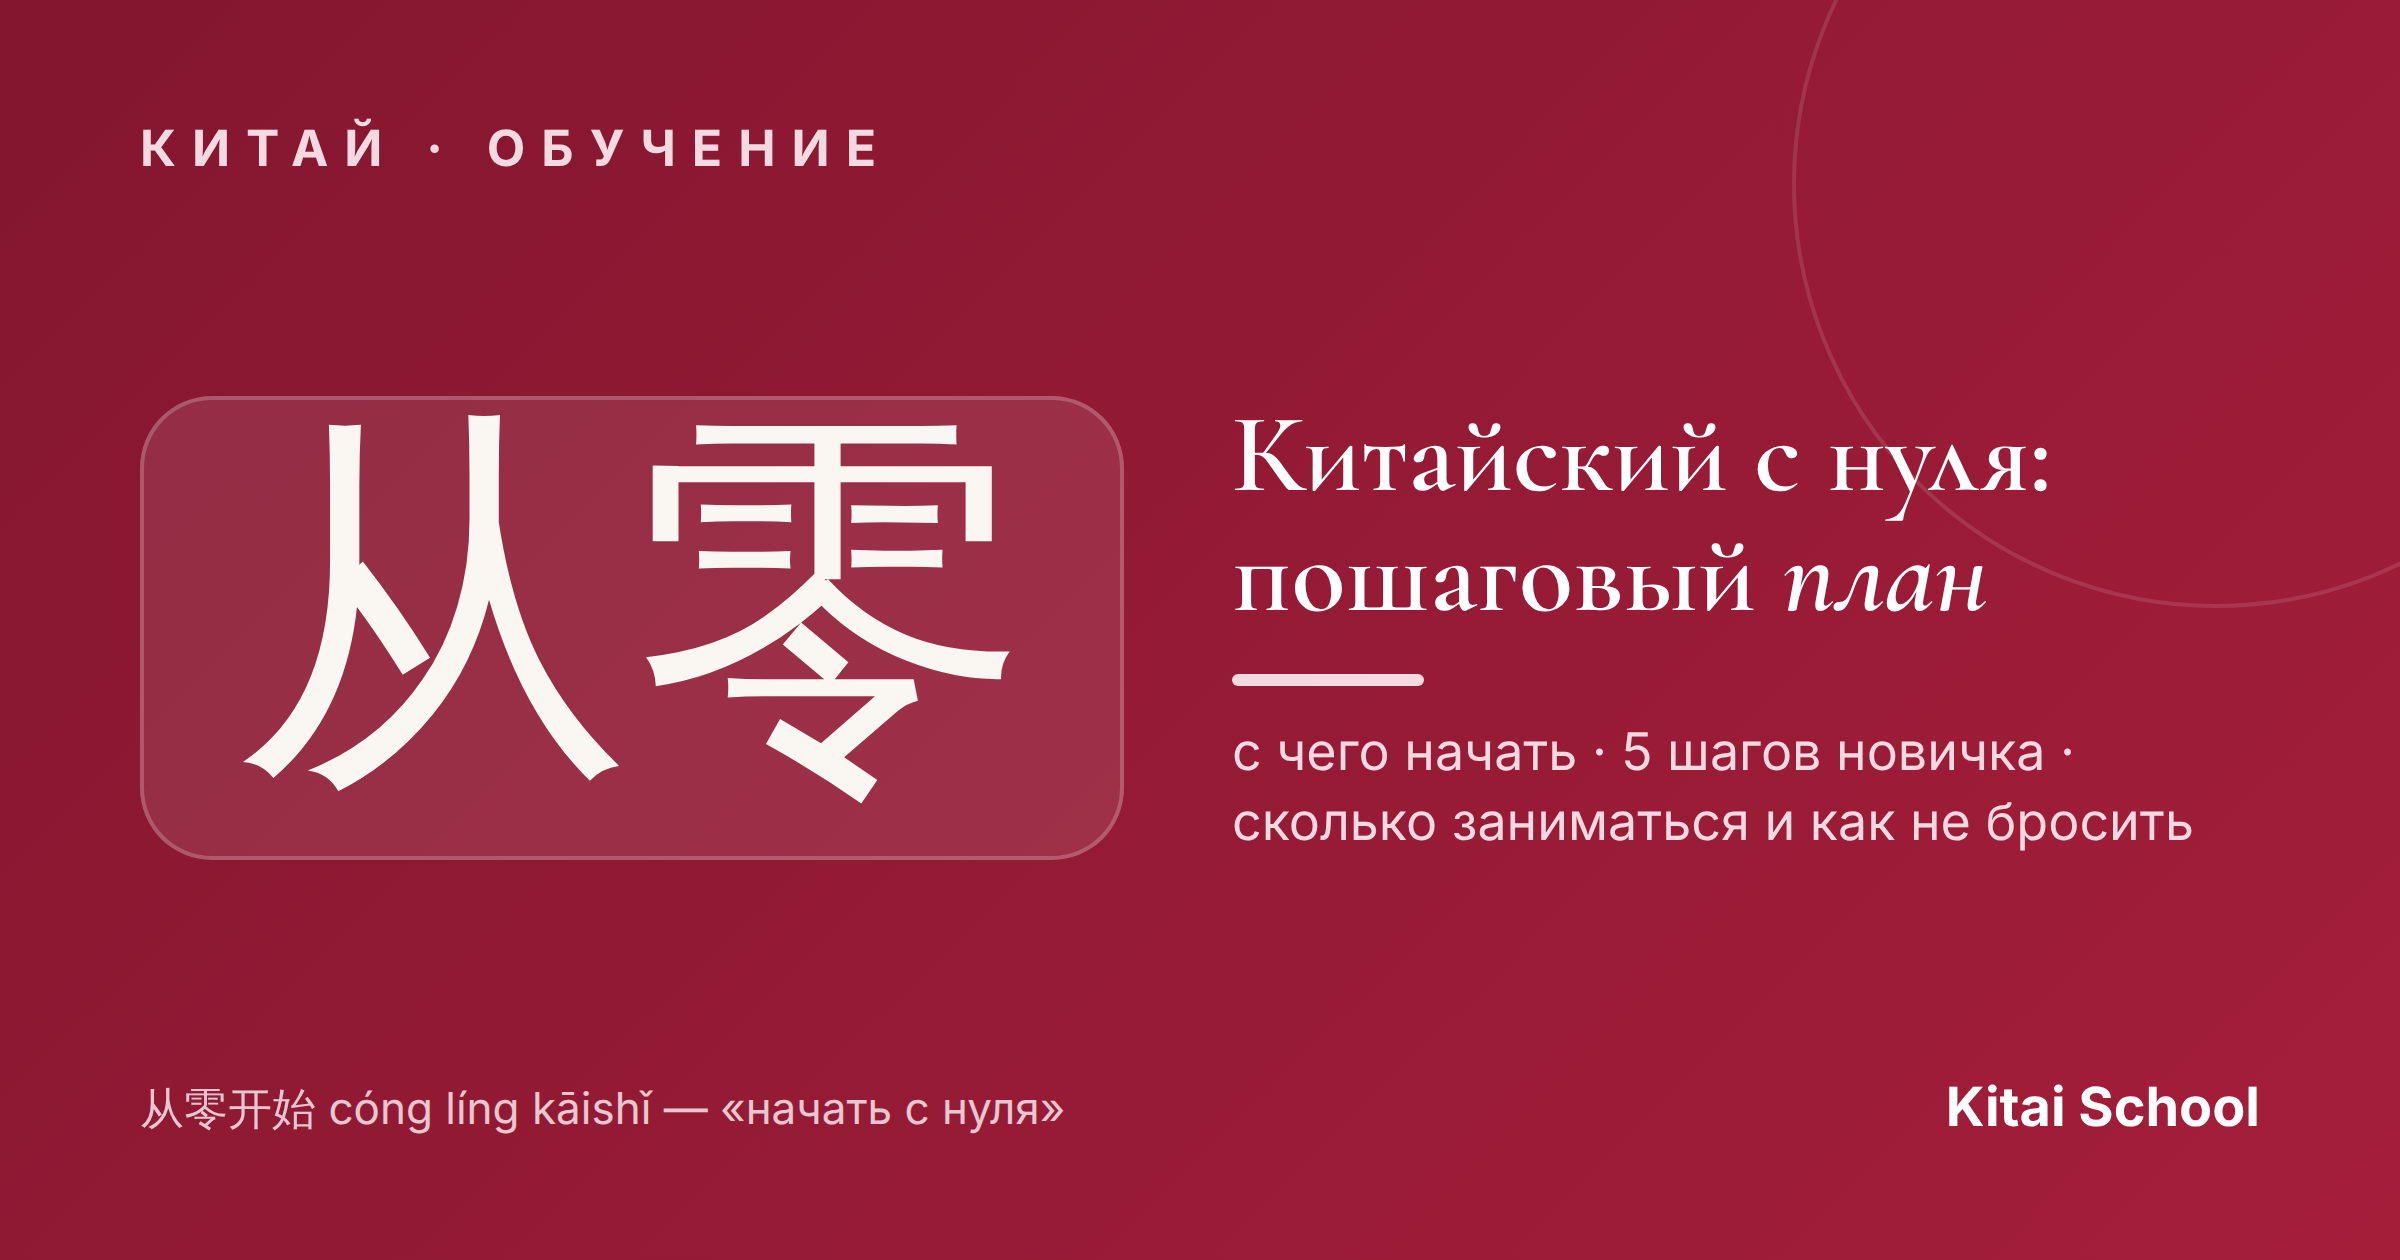 КИТАЙ · ОБУЧЕНИЕ
从零
Китайский с нуля:
пошаговый план
с чего начать · 5 шагов новичка ·
сколько заниматься и как не бросить
从零开始 cóng líng kāishǐ — «начать с нуля»
Kitai School